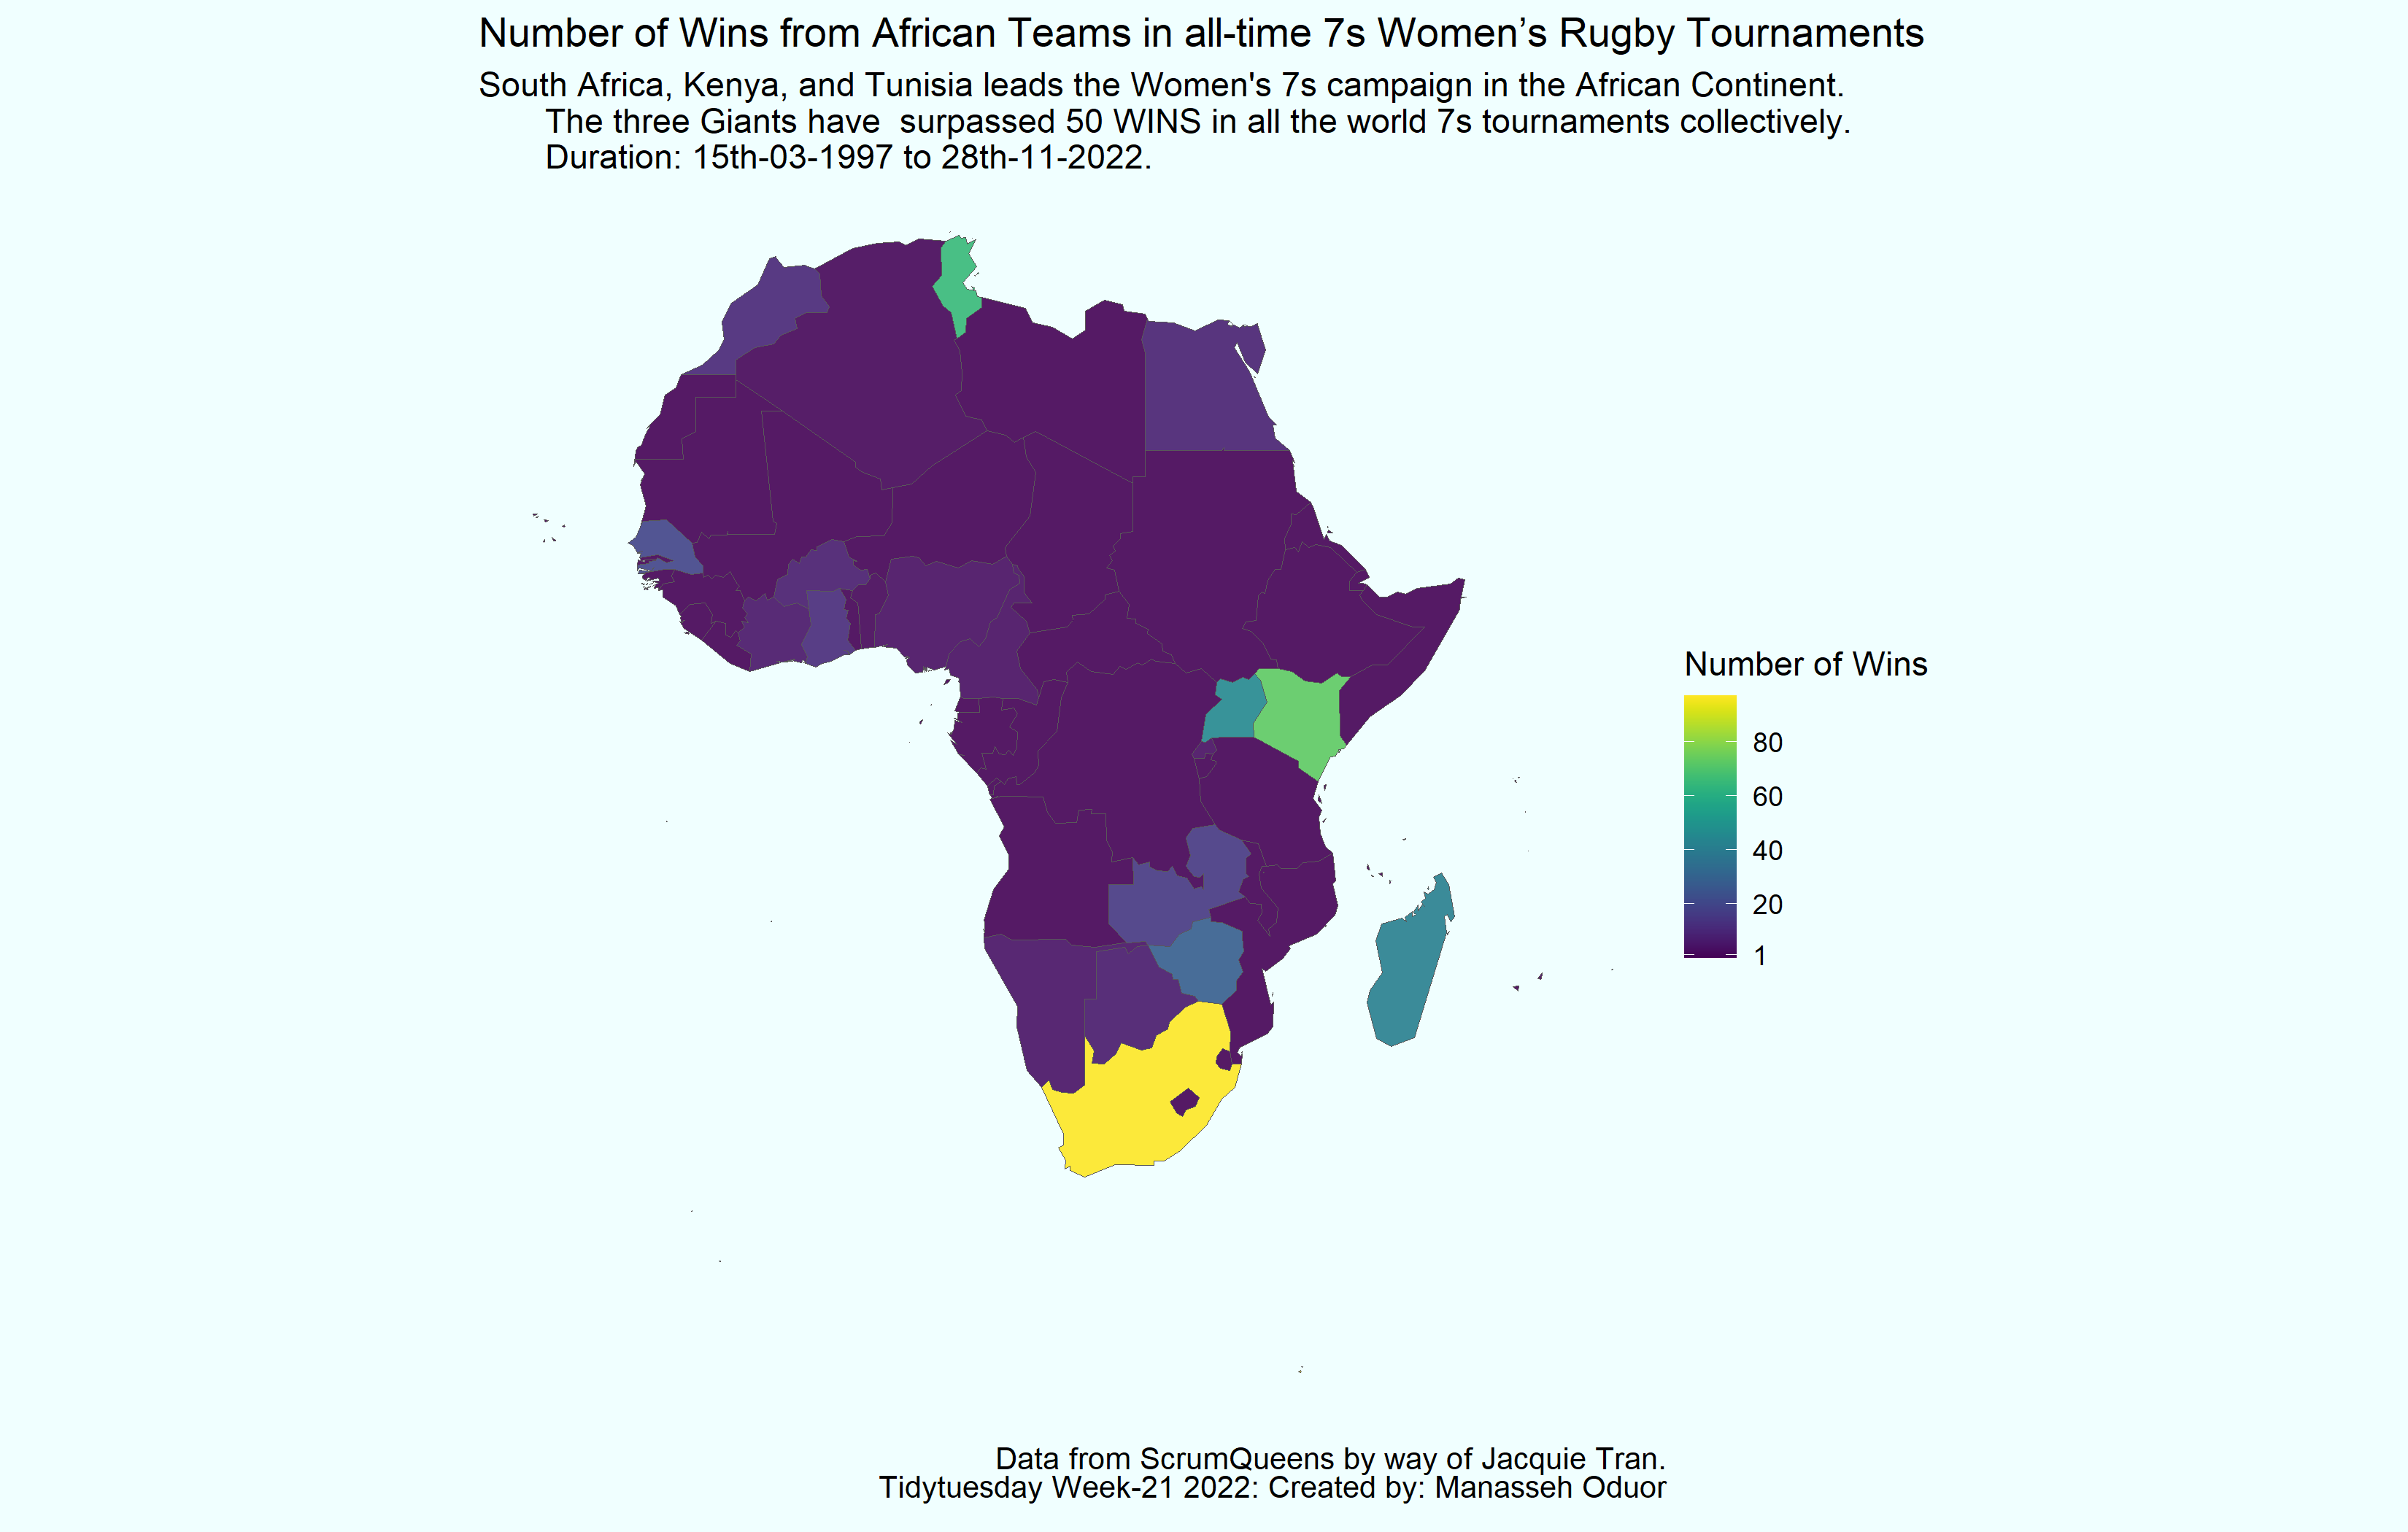 Number of Wins from African Teams in all-time 7s Women’s Rugby Tournaments
South Africa, Kenya, and Tunisia leads the Women's 7s campaign in the African Continent.
The three Giants have  surpassed 50 WINS in all the world 7s tournaments collectively.
Duration: 15th-03-1997 to 28th-11-2022.
Number of Wins
80
60
40
20
1
Data from ScrumQueens by way of Jacquie Tran.
Tidytuesday Week-21 2022: Created by: Manasseh Oduor